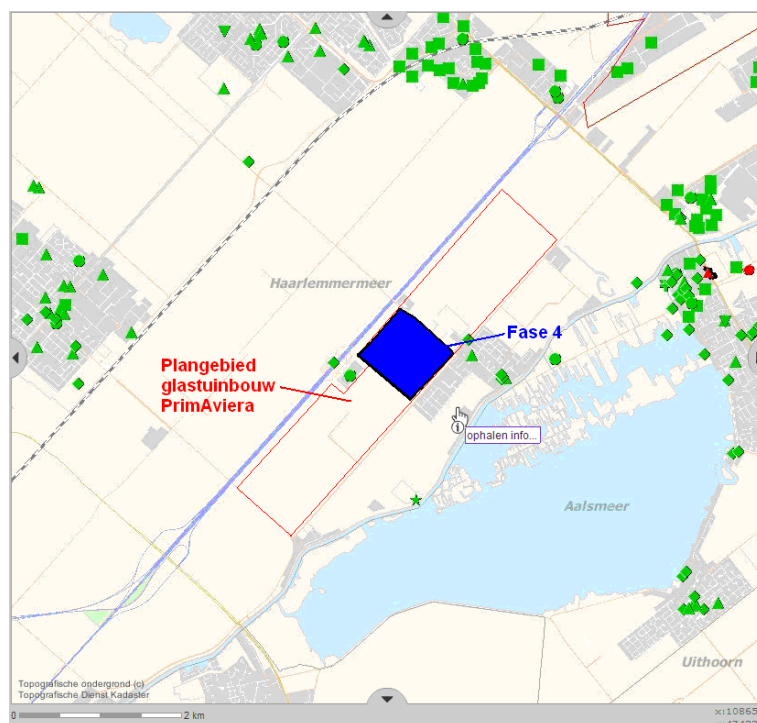 Haarlemmermeer
Fase 4
Plangebied
glastuinbouw
PrimAviera
ophalen info...
Aalsmeer
Uithoorn
Topografische ondergrond (c)
Topografische Dienst Kadaster
0 2 km
x:10865